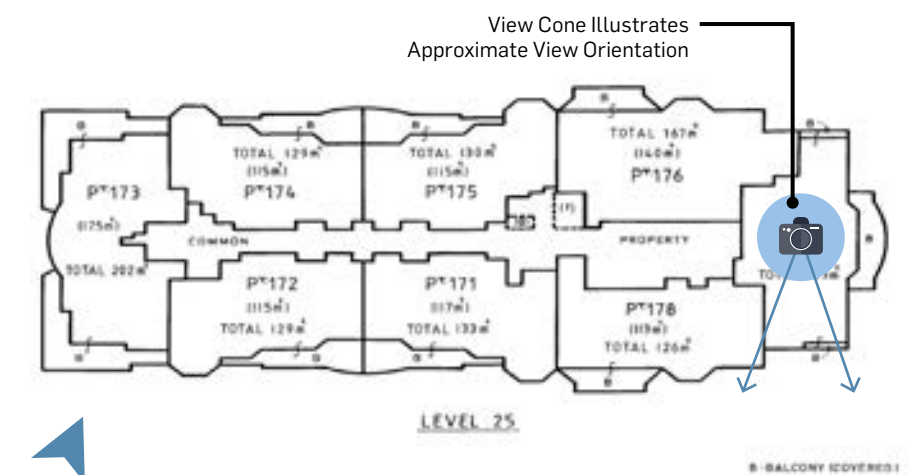 View Cone Illustrates
Approximate View Orientation
B
B
B
B
B
TOTAL 129m²
(115m²)
PT174
TOTAL 130m²
(115m²)
PT175
TOTAL 167m²
(140m²)
PT176
PT173
(175m²)
TOTAL 202m²
COMMON
(Y)
PROPERTY
B
PT172
(115m²)
TOTAL 129m²
PT171
(117m²)
TOTAL 133m²
PT178
(119m²)
TOTAL 126m²
B
B
B
LEVEL 25
B-BALCONY (COVERED)